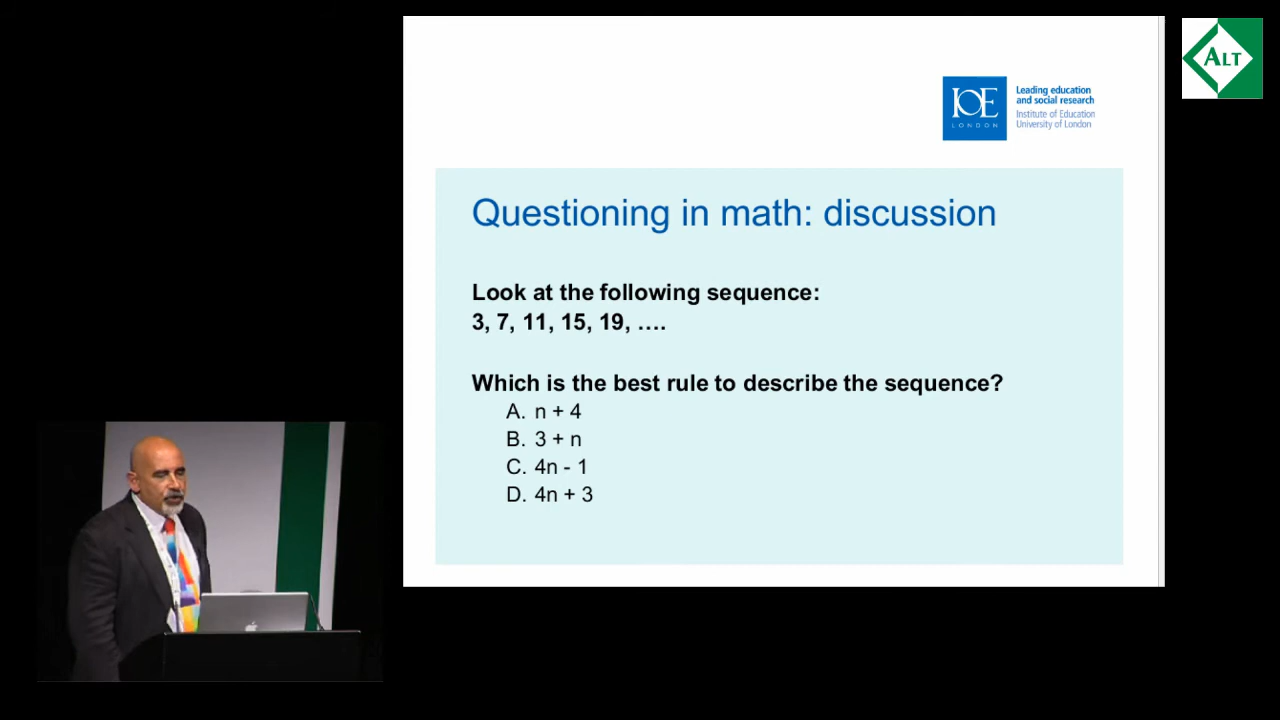 ALT
IOE
LONDON
Leading education
and social research
Institute of Education
University of London
Questioning in math: discussion
Look at the following sequence:
3, 7, 11, 15, 19, ….
Which is the best rule to describe the sequence?
A. n + 4
B. 3 + n
C. 4n - 1
D. 4n + 3